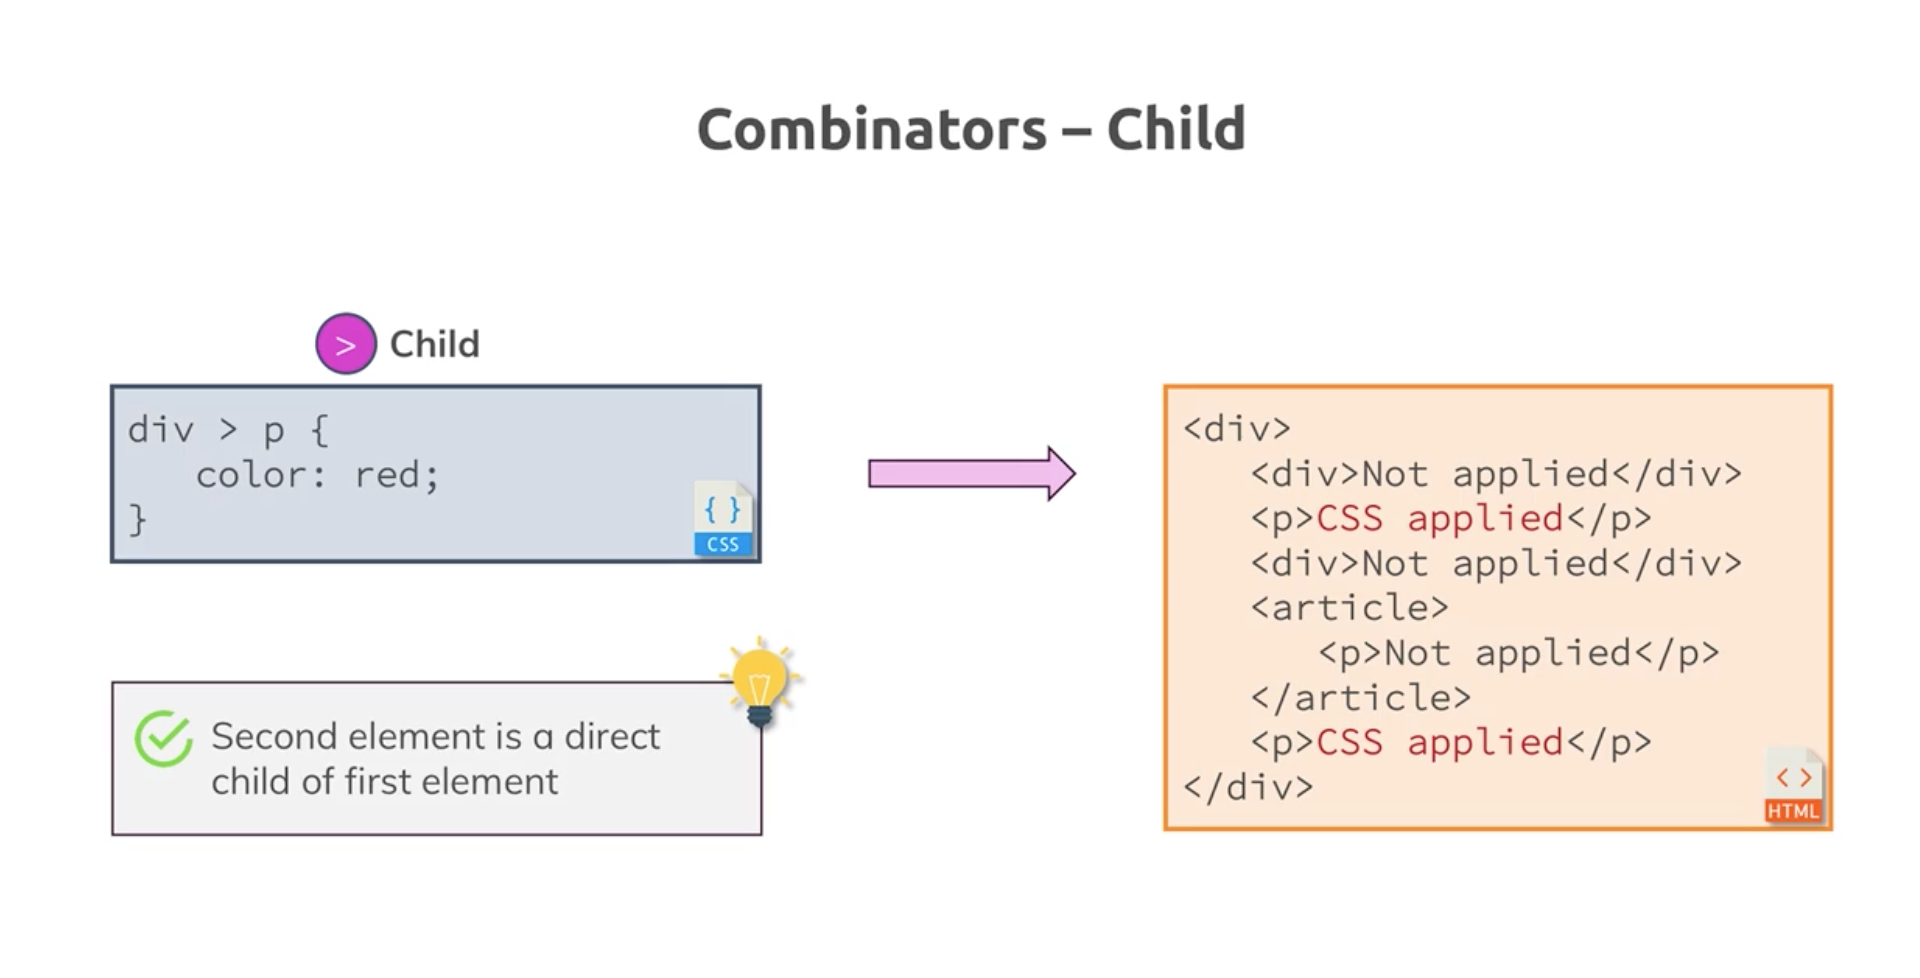 Combinators – Child
> Child
div > p {
color: red;
}
{ }
CSS
Second element is a direct
child of first element
<div>
<div>Not applied</div>
<p>CSS applied</p>
<div>Not applied</div>
<article>
<p>Not applied</p>
</article>
<p>CSS applied</p>
</div>
< >
HTML